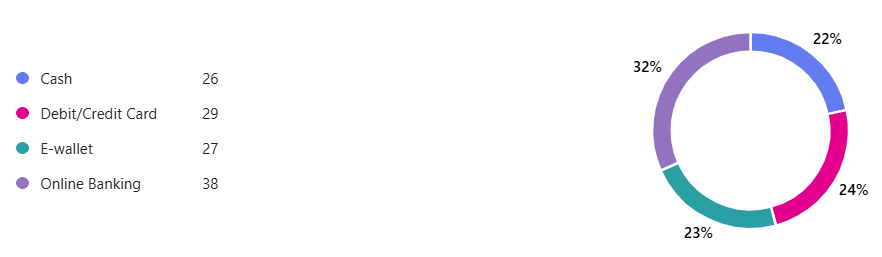 Cash 26
Debit/Credit Card 29
E-wallet 27
Online Banking 38
22%
32%
24%
23%